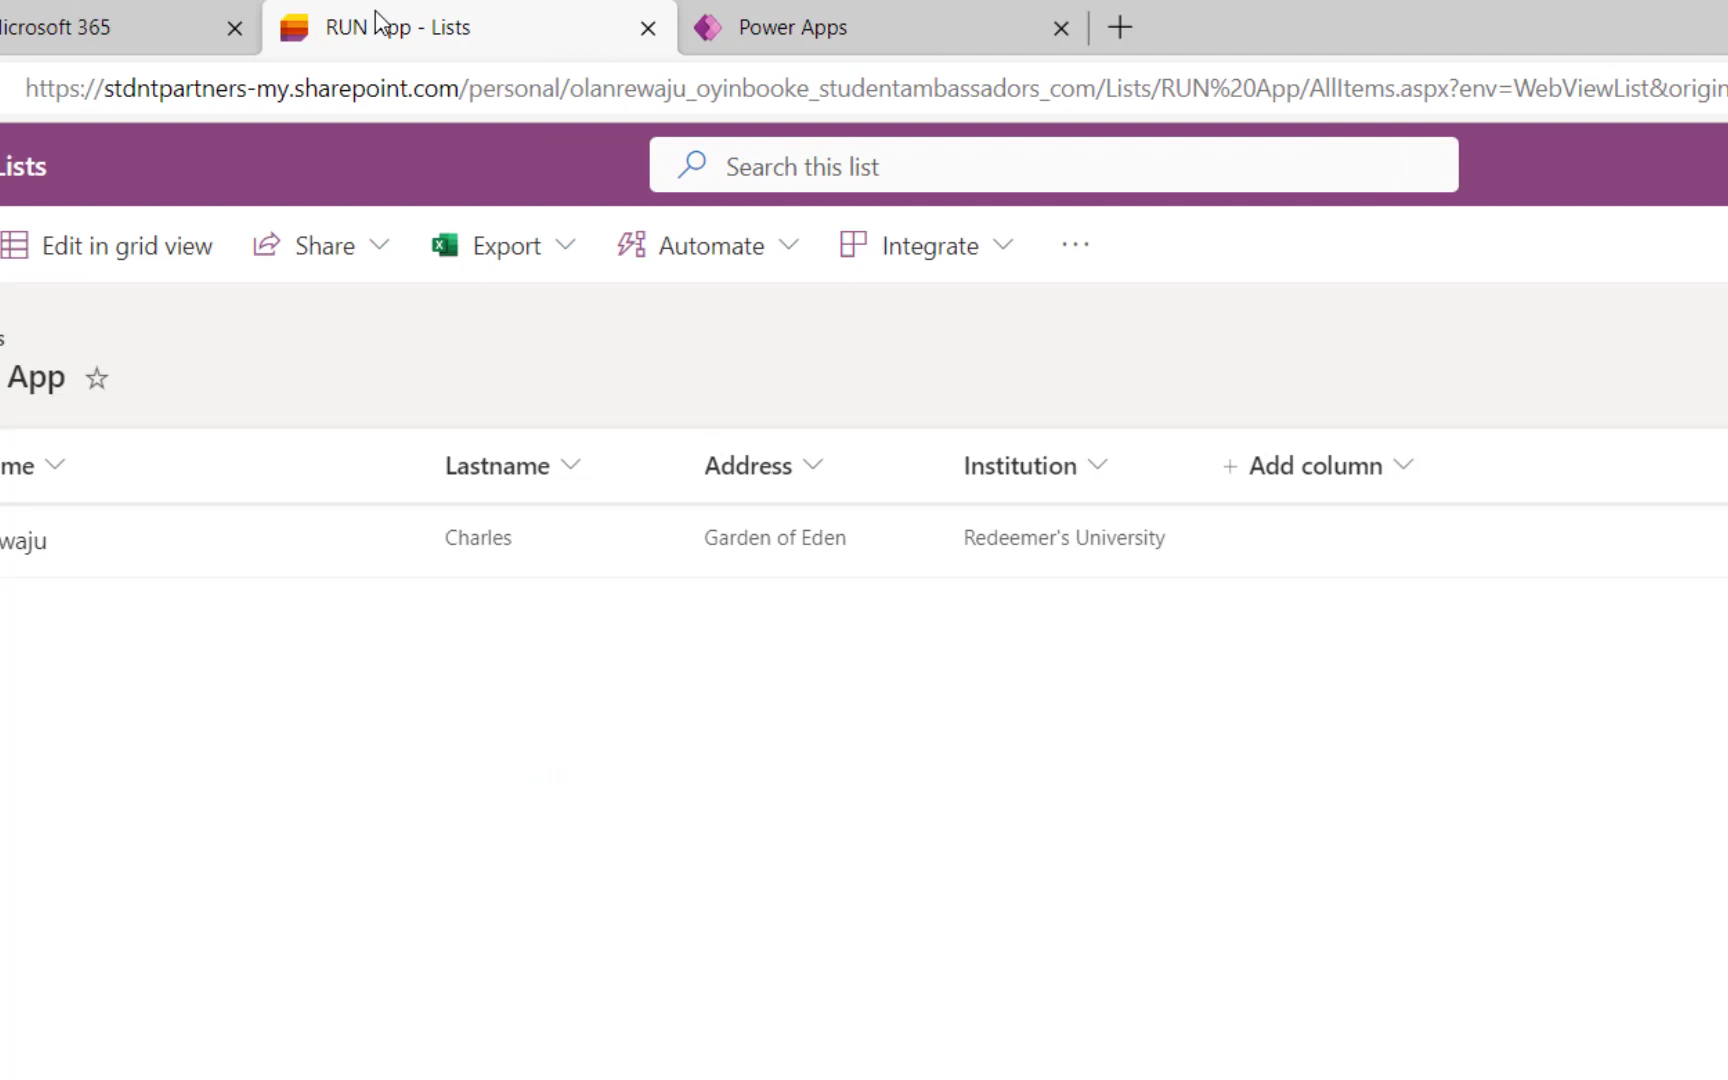 icrosoft 365
RUN App - Lists
Power Apps
https://stdntpartners-my.sharepoint.com/personal/olanrewaju_oyinbooke_studentambassadors_com/Lists/RUN%20App/AllItems.aspx?env=WebViewList&origin
Lists
Search this list
Edit in grid view
Share
Export
Automate
Integrate
s
App
me
Lastname
Address
Institution
+ Add column
waju
Charles
Garden of Eden
Redeemer's University